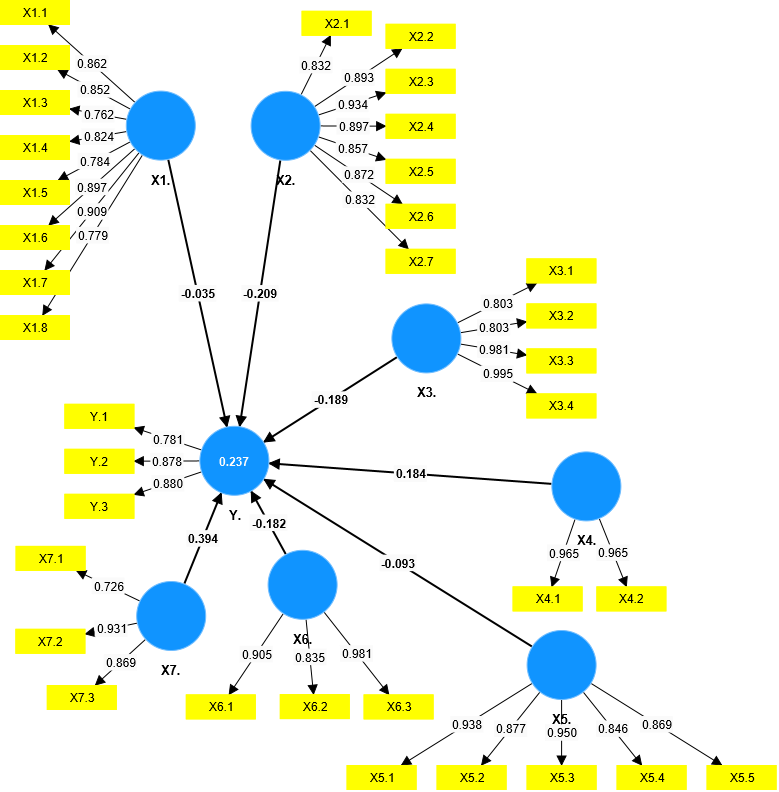 X1.1
X1.2
X1.3
X1.4
X1.5
X1.6
X1.7
X1.8
0.862
0.852
0.762
0.824
0.784
0.897
0.909
0.779
X1.
X2.1
X2.2
X2.3
X2.4
X2.5
X2.6
X2.7
0.832
0.893
0.934
0.897
0.857
0.872
0.832
X2.
-0.035
-0.209
X3.1
X3.2
X3.3
X3.4
0.803
0.803
0.981
0.995
X3.
-0.189
Y.1
Y.2
Y.3
0.781
0.878
0.880
0.237
Y.
0.184
X4.
0.965
0.965
X4.1
X4.2
0.394
-0.182
-0.093
X7.1
X7.2
X7.3
0.726
0.931
0.869
X7.
X6.
0.905
0.835
0.981
X6.1
X6.2
X6.3
X5.
0.938
0.877
0.950
0.846
0.869
X5.1
X5.2
X5.3
X5.4
X5.5